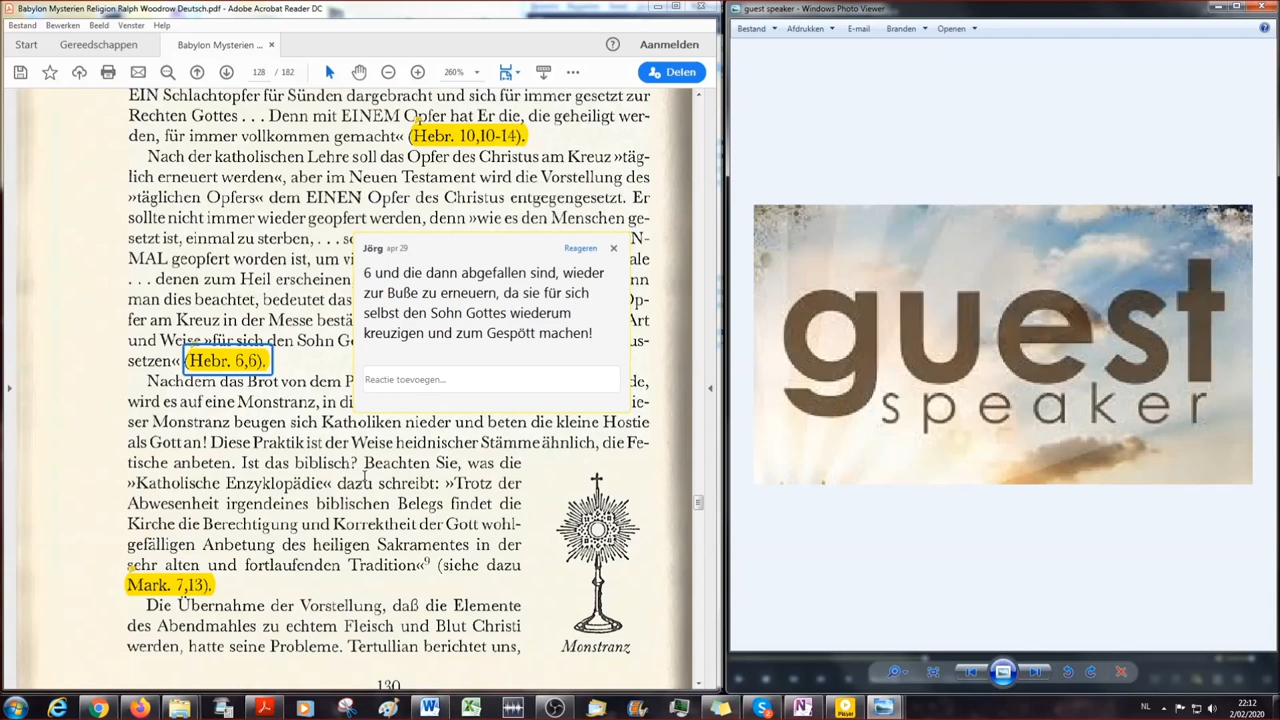 Babylon Mysterien Religion Ralph Woodrow Deutsch.pdf - Adobe Acrobat Reader DC
Bestand Bewerken Beeld Venster Help
Start Gereedschappen Babylon Mysterien ... Aanmelden
128 / 182 260% Delen
EIN Schlachtopfer für Sünden dargebracht und sich für immer gesetzt zur
Rechten Gottes . . . Denn mit EINEM Opfer hat Er die, die geheiligt wer-
den, für immer vollkommen gemacht« (Hebr. 10,10-14).
Nach der katholischen Lehre soll das Opfer des Christus am Kreuz »täg-
lich erneuert werden«, aber im Neuen Testament wird die Vorstellung des
»täglichen Opfers« dem EINEN Opfer des Christus entgegengesetzt. Er
sollte nicht immer wieder geopfert werden, denn »wie es den Menschen ge-
setzt ist, einmal zu sterben, . . . so N-
MAL geopfert worden ist, um vi ale
. . . denen zum Heil erscheinen nn
man dies beachtet, bedeutet das Op-
fer am Kreuz in der Messe bestä Art
und Weise »für sich den Sohn Go us-
setzen« (Hebr. 6,6).
Jörg apr 29 Reageren
6 und die dann abgefallen sind, wieder
zur Buße zu erneuern, da sie für sich
selbst den Sohn Gottes wiederum
kreuzigen und zum Gespött machen!
Reactie toevoegen...
Nachdem das Brot von dem P de,
wird es auf eine Monstranz, in di ie-
ser Monstranz beugen sich Katholiken nieder und beten die kleine Hostie
als Gott an! Diese Praktik ist der Weise heidnischer Stämme ähnlich, die Fe-
tische anbeten. Ist das biblisch? Beachten Sie, was die
»Katholische Enzyklopädie« dazu schreibt: »Trotz der
Abwesenheit irgendeines biblischen Belegs findet die
Kirche die Berechtigung und Korrektheit der Gott wohl-
gefälligen Anbetung des heiligen Sakramentes in der
sehr alten und fortlaufenden Tradition«⁹ (siehe dazu
Mark. 7,13).
Die Übernahme der Vorstellung, daß die Elemente
des Abendmahles zu echtem Fleisch und Blut Christi
werden, hatte seine Probleme. Tertullian berichtet uns,
Monstranz
130
guest speaker - Windows Photo Viewer
Bestand Afdrukken E-mail Branden Openen
guest
speaker
NL
22:12
2/02/2020